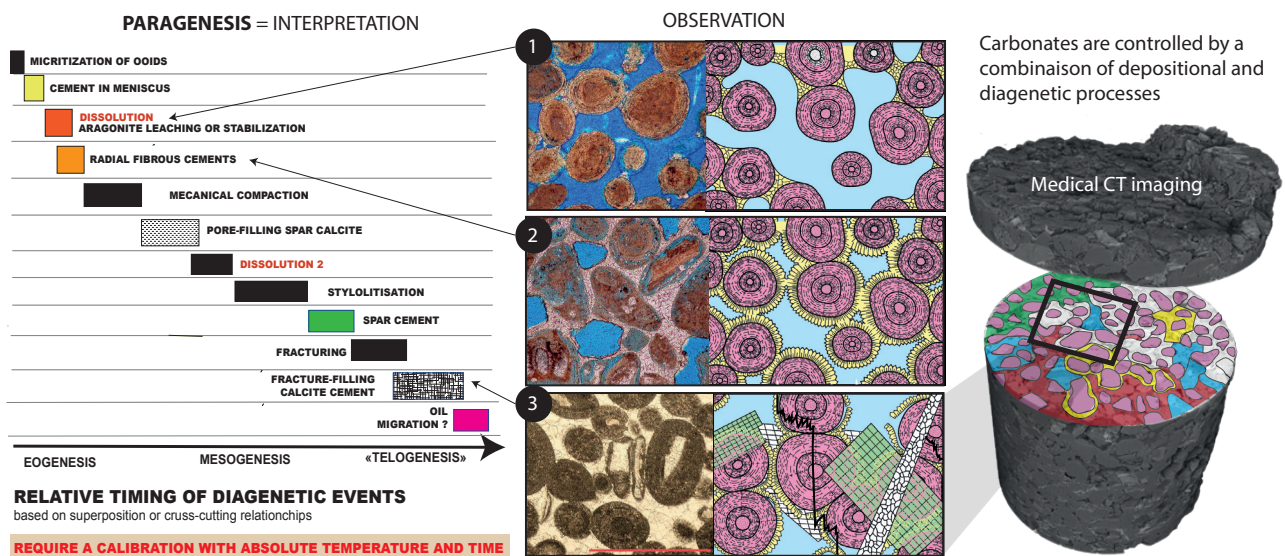 PARAGENESIS = INTERPRETATION
MICRITIZATION OF OOIDS
CEMENT IN MENISCUS
DISSOLUTION
ARAGONITE LEACHING OR STABILIZATION
RADIAL FIBROUS CEMENTS
MECANICAL COMPACTION
PORE-FILLING SPAR CALCITE
DISSOLUTION 2
STYLOLITISATION
SPAR CEMENT
FRACTURING
FRACTURE-FILLING
CALCITE CEMENT
OIL
MIGRATION ?
EOGENESIS
MESOGENESIS
«TELOGENESIS»
RELATIVE TIMING OF DIAGENETIC EVENTS
based on superposition or cruss-cutting relationships
REQUIRE A CALIBRATION WITH ABSOLUTE TEMPERATURE AND TIME
OBSERVATION
1
2
3
Carbonates are controlled by a
combinaison of depositional and
diagenetic processes
Medical CT imaging